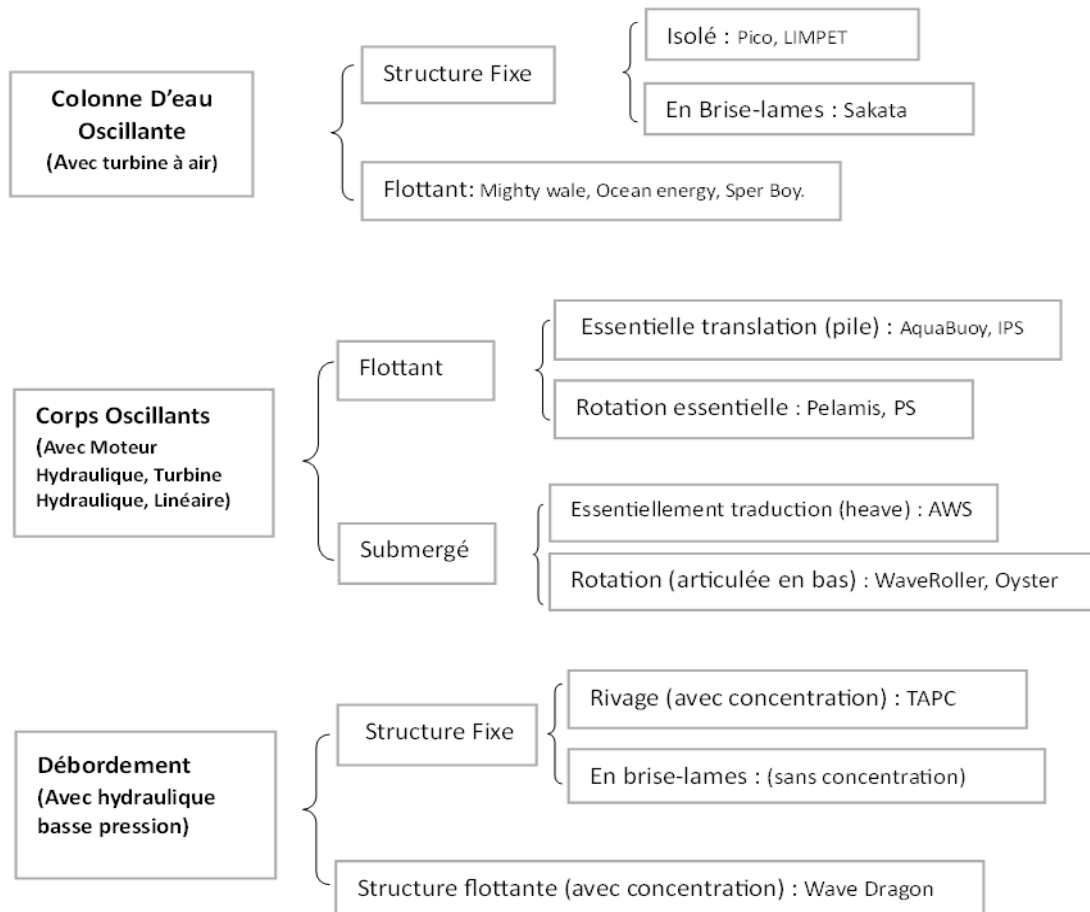 Colonne D'eau
Oscillante
(Avec turbine à air)
Structure Fixe
Isolé : Pico, LIMPET
En Brise-lames : Sakata
Flottant: Mighty wale, Ocean energy, Sper Boy.
Corps Oscillants
(Avec Moteur
Hydraulique, Turbine
Hydraulique, Linéaire)
Flottant
Essentielle translation (pile) : AquaBuoy, IPS
Rotation essentielle : Pelamis, PS
Submergé
Essentiellement traduction (heave) : AWS
Rotation (articulée en bas) : WaveRoller, Oyster
Débordement
(Avec hydraulique
basse pression)
Structure Fixe
Rivage (avec concentration) : TAPC
En brise-lames : (sans concentration)
Structure flottante (avec concentration) : Wave Dragon